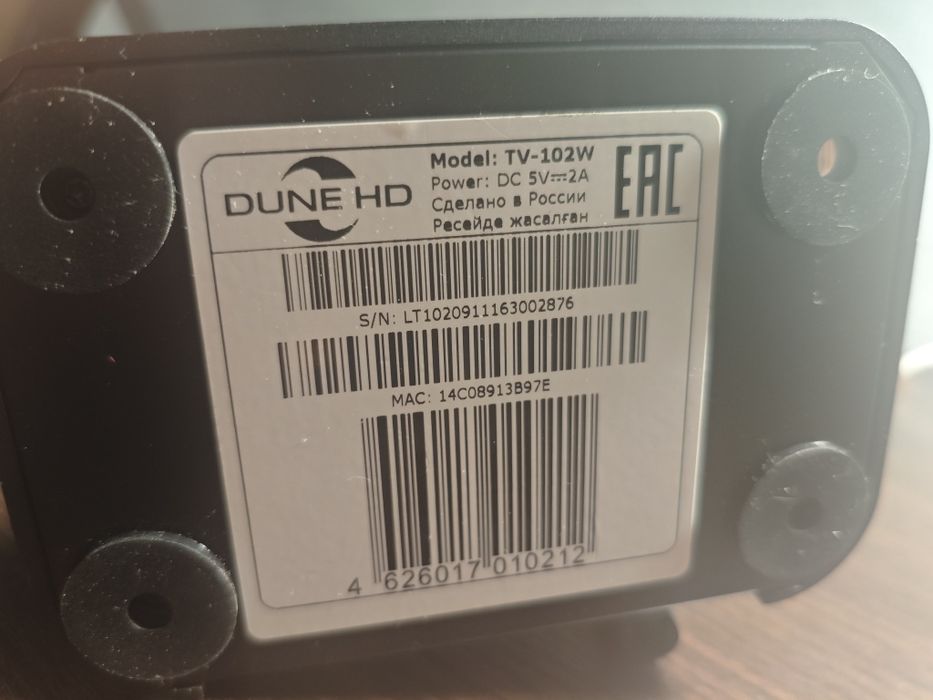 DUNE HD
Model: TV-102W
Power: DC 5V⎓2A
Сделано в России
Ресейде жасалған
EAC
S/N: LT1020911163002876
MAC: 14C08913B97E
4 626017 010212